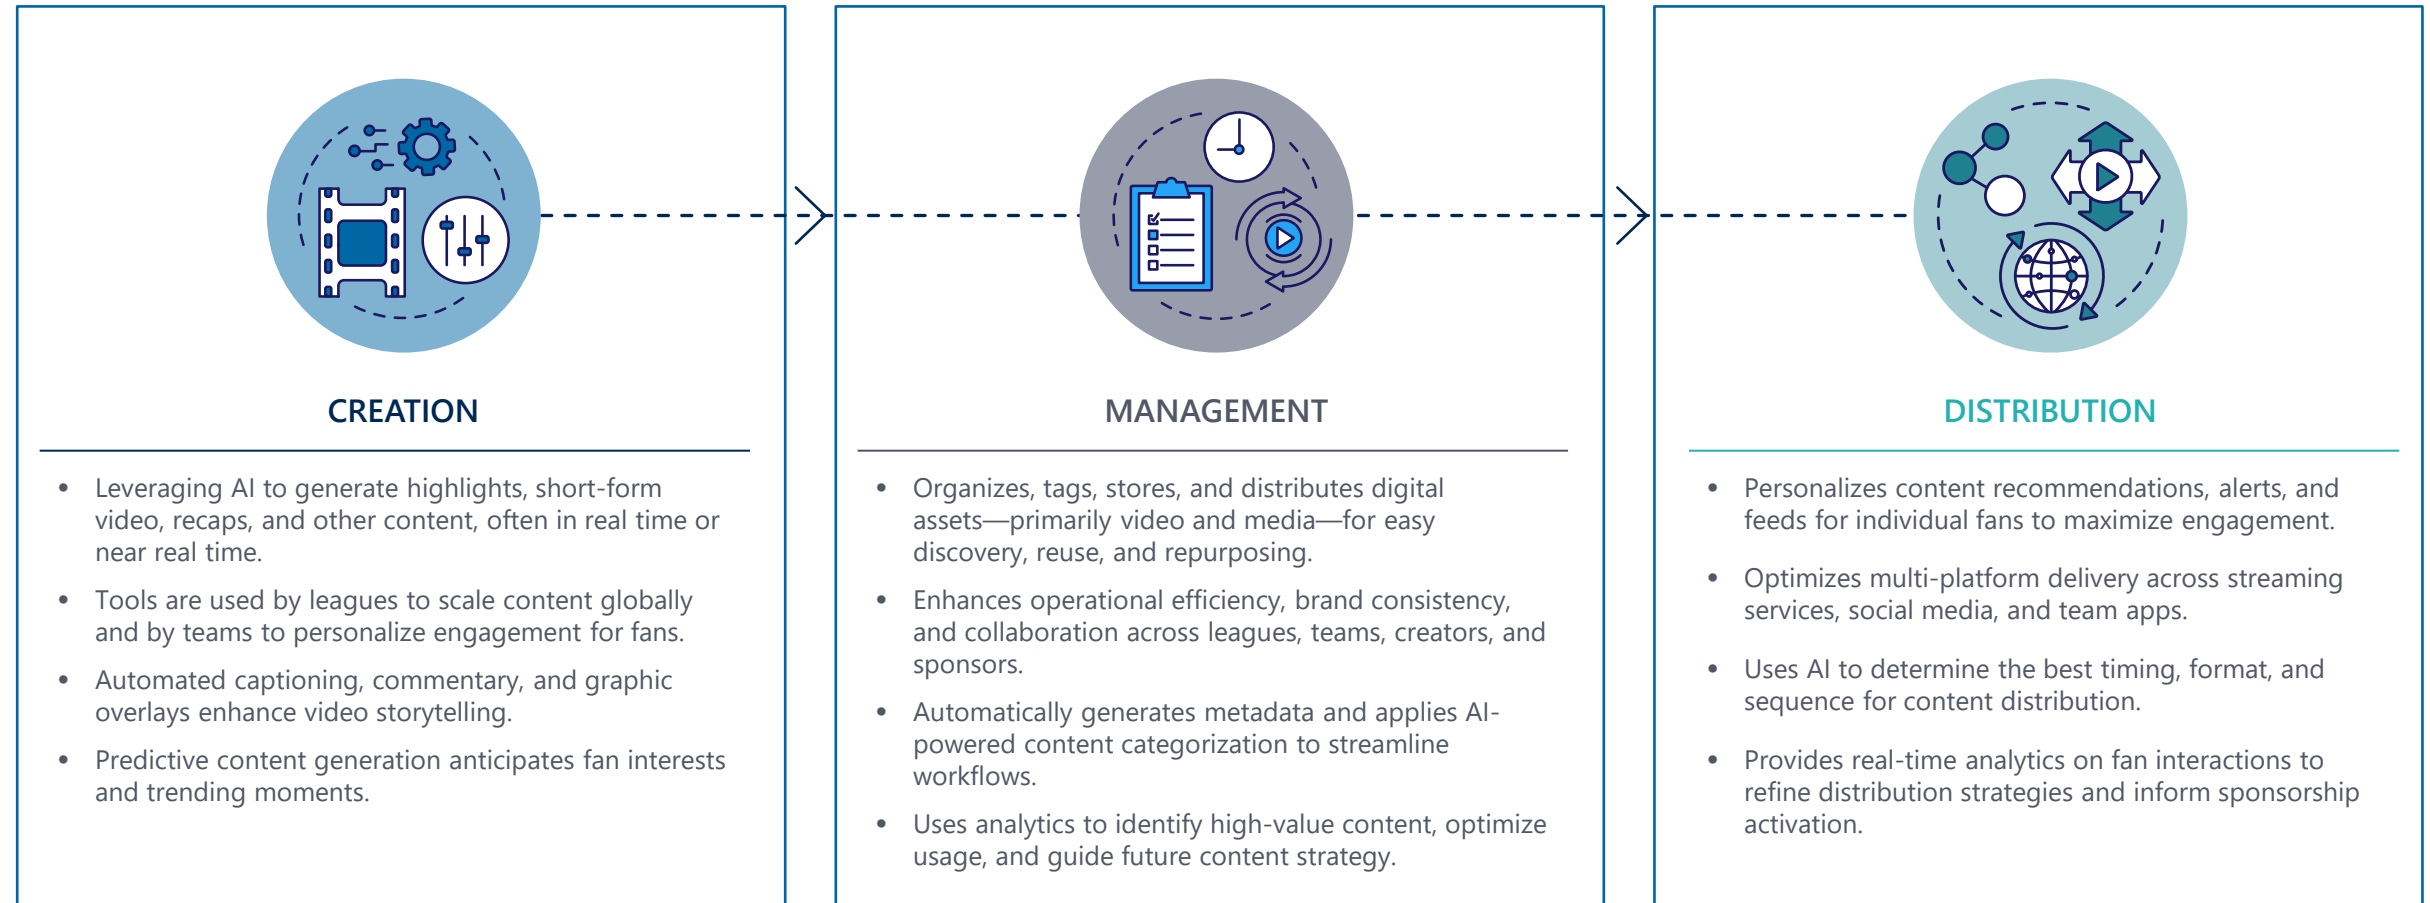 CREATION
• Leveraging AI to generate highlights, short-form
video, recaps, and other content, often in real time or
near real time.
• Tools are used by leagues to scale content globally
and by teams to personalize engagement for fans.
• Automated captioning, commentary, and graphic
overlays enhance video storytelling.
• Predictive content generation anticipates fan interests
and trending moments.
MANAGEMENT
• Organizes, tags, stores, and distributes digital
assets—primarily video and media—for easy
discovery, reuse, and repurposing.
• Enhances operational efficiency, brand consistency,
and collaboration across leagues, teams, creators, and
sponsors.
• Automatically generates metadata and applies AI-
powered content categorization to streamline
workflows.
• Uses analytics to identify high-value content, optimize
usage, and guide future content strategy.
DISTRIBUTION
• Personalizes content recommendations, alerts, and
feeds for individual fans to maximize engagement.
• Optimizes multi-platform delivery across streaming
services, social media, and team apps.
• Uses AI to determine the best timing, format, and
sequence for content distribution.
• Provides real-time analytics on fan interactions to
refine distribution strategies and inform sponsorship
activation.